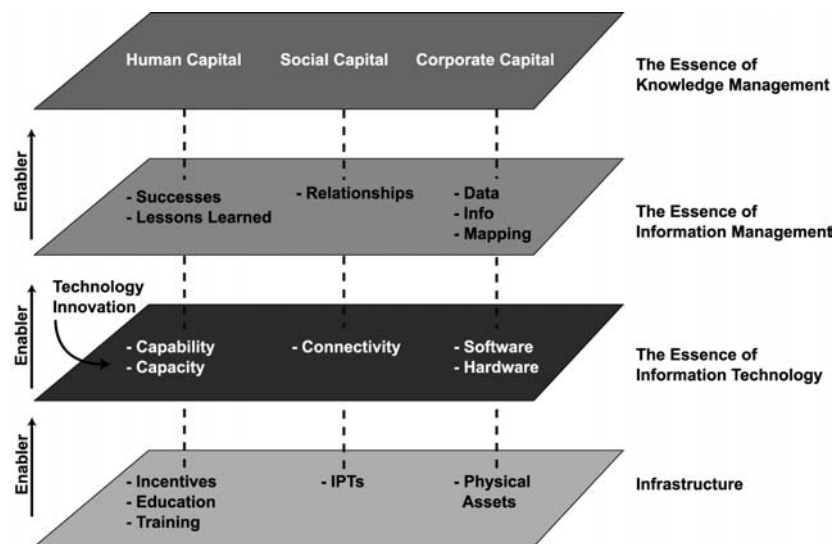 Human Capital
Social Capital
Corporate Capital
The Essence of
Knowledge Management
Enabler
- Successes
- Lessons Learned
- Relationships
- Data
- Info
- Mapping
The Essence of
Information Management
Technology
Innovation
Enabler
- Capability
- Capacity
- Connectivity
- Software
- Hardware
The Essence of
Information Technology
Enabler
- Incentives
- Education
- Training
- IPTs
- Physical
Assets
Infrastructure